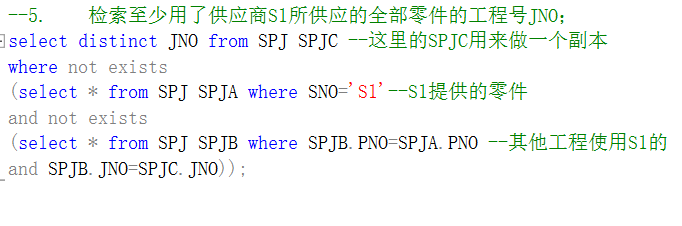 --5.    检索至少用了供应商S1所供应的全部零件的工程号JNO;
select distinct JNO from SPJ SPJC --这里的SPJC用来做一个副本
where not exists
(select * from SPJ SPJA where SNO='S1'--S1提供的零件
and not exists
(select * from SPJ SPJB where SPJB.PNO=SPJA.PNO --其他工程使用S1的
and SPJB.JNO=SPJC.JNO));